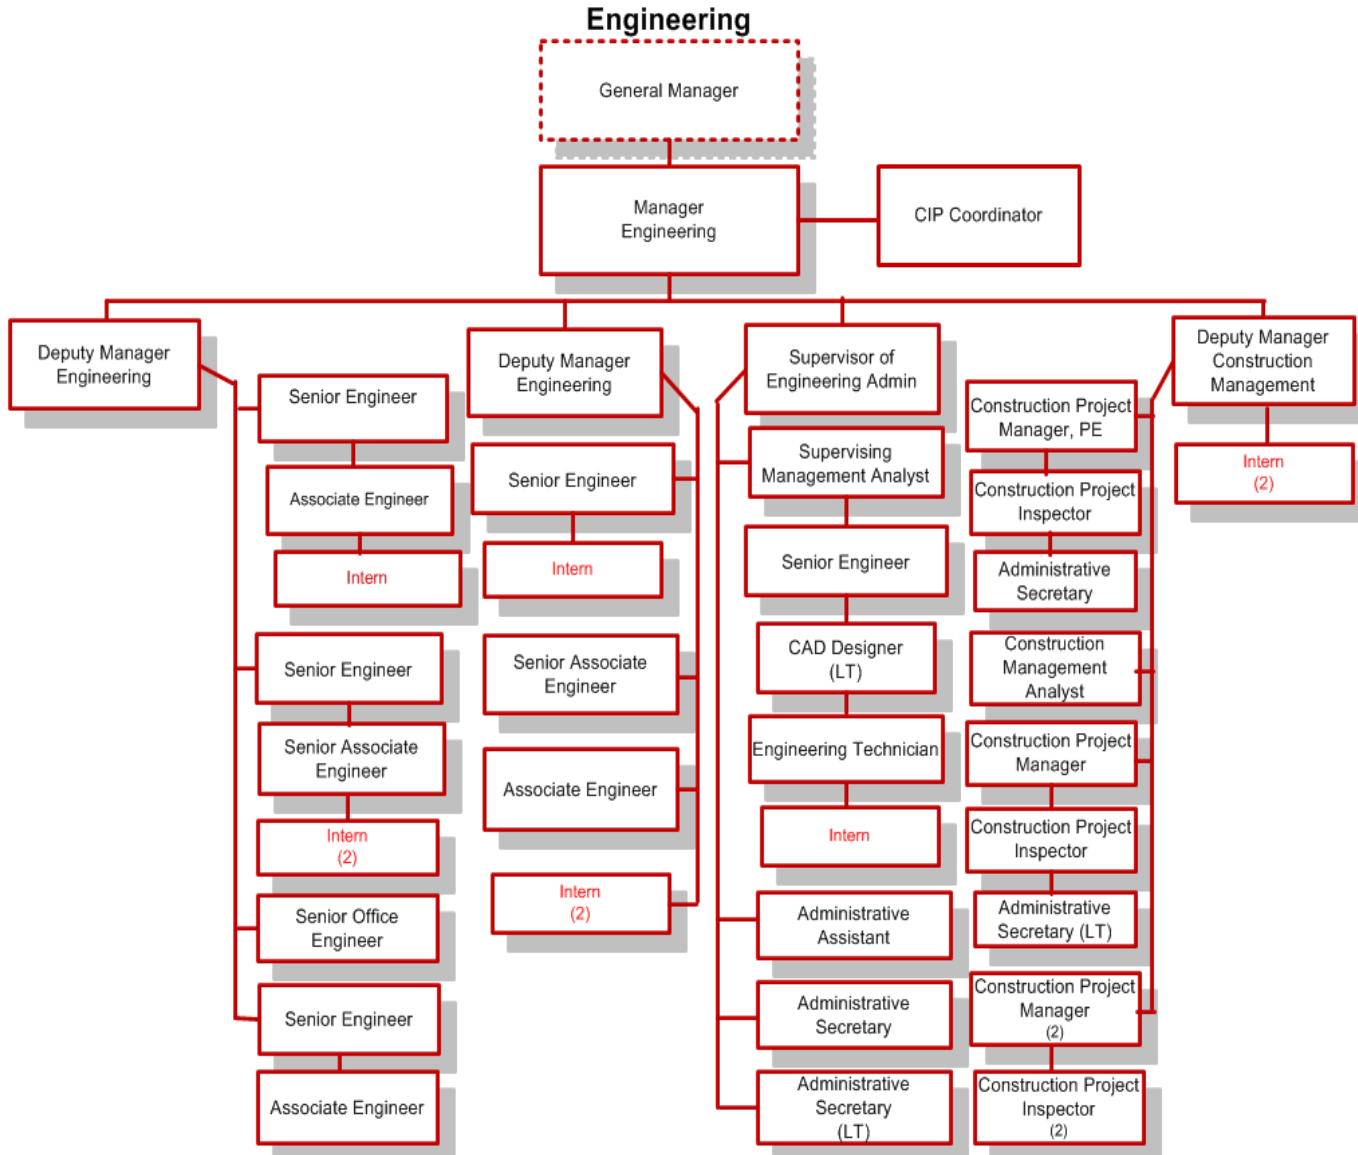 Engineering
General Manager
Manager
Engineering
CIP Coordinator
Deputy Manager
Engineering
Senior Engineer
Associate Engineer
Intern
Senior Engineer
Senior Associate
Engineer
Intern
(2)
Senior Office
Engineer
Senior Engineer
Associate Engineer
Deputy Manager
Engineering
Senior Engineer
Intern
Senior Associate
Engineer
Associate Engineer
Intern
(2)
Supervisor of
Engineering Admin
Supervising
Management Analyst
Senior Engineer
CAD Designer
(LT)
Engineering Technician
Intern
Administrative
Assistant
Administrative
Secretary
Administrative
Secretary
(LT)
Deputy Manager
Construction
Management
Intern
(2)
Construction Project
Manager, PE
Construction Project
Inspector
Administrative
Secretary
Construction
Management
Analyst
Construction Project
Manager
Construction Project
Inspector
Administrative
Secretary (LT)
Construction Project
Manager
(2)
Construction Project
Inspector
(2)